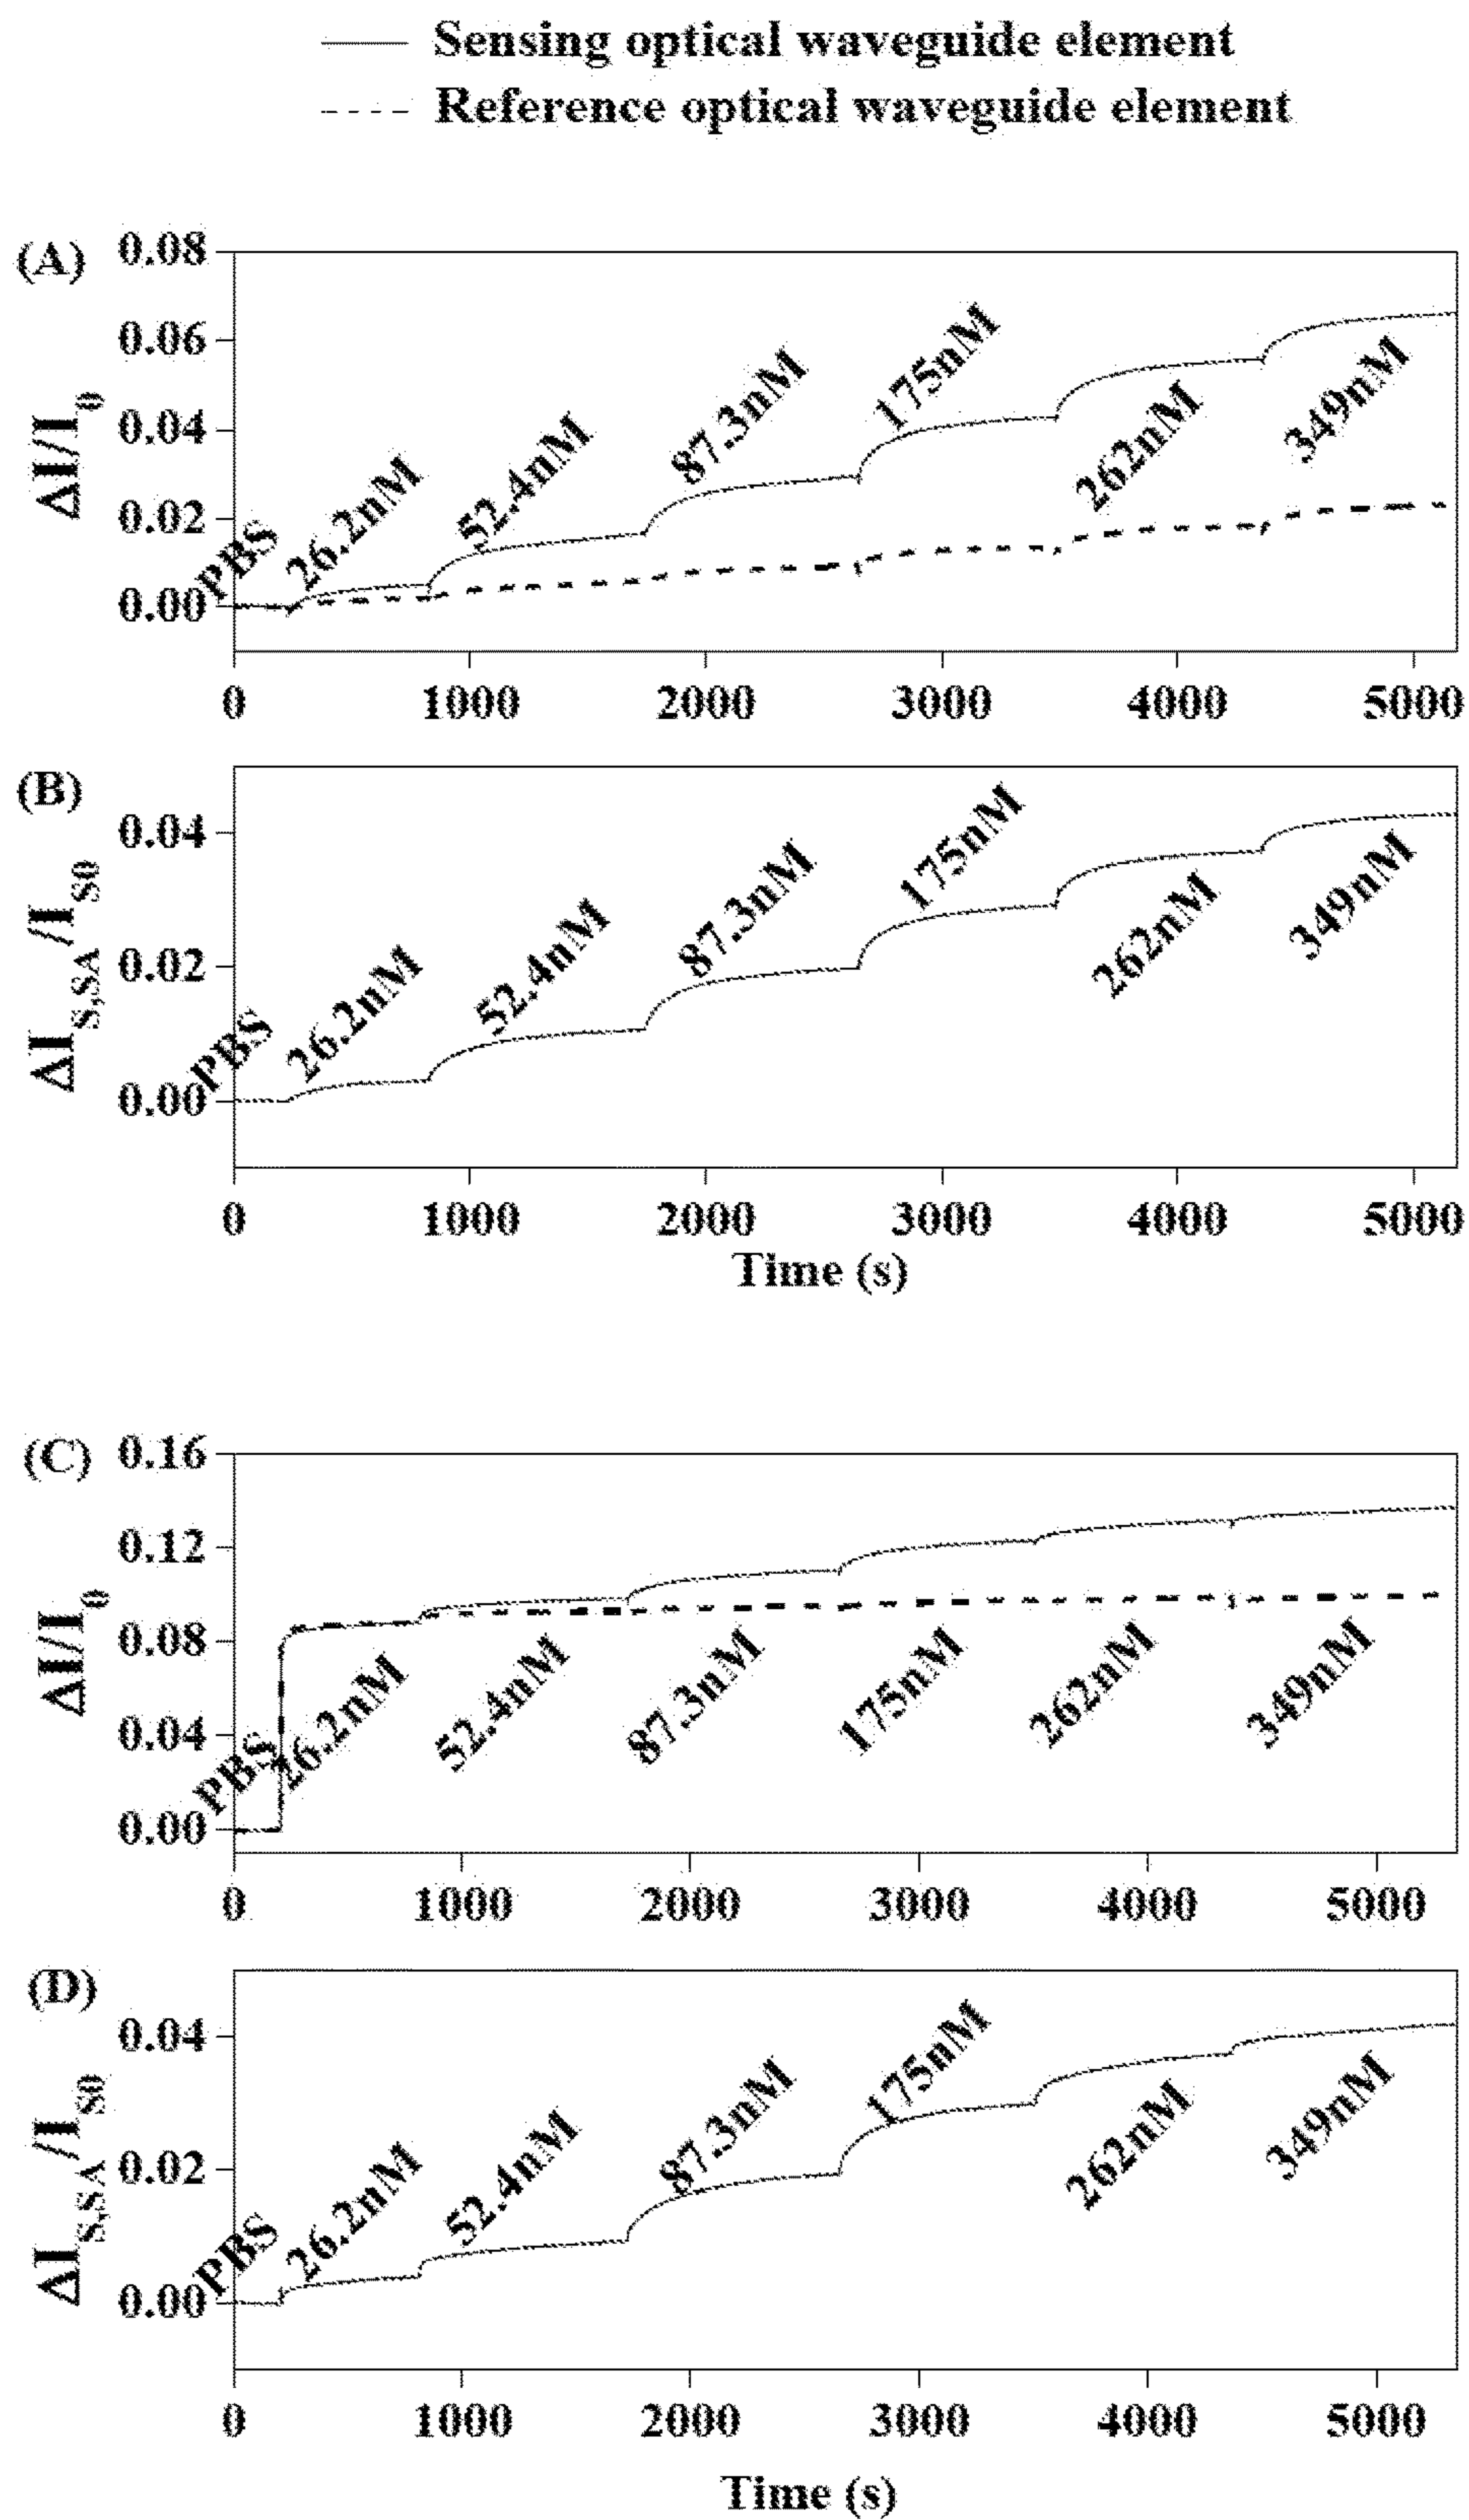 Sensing optical waveguide element
Reference optical waveguide element
(A)
0.08
0.06
0.04
0.02
0.00
ΔI/I0
PBS
26.2nM
52.4nM
87.3nM
175nM
262nM
349nM
0 1000 2000 3000 4000 5000
(B)
0.04
0.02
0.00
ΔIS,SA/IS0
PBS
26.2nM
52.4nM
87.3nM
175nM
262nM
349nM
0 1000 2000 3000 4000 5000
Time (s)
(C)
0.16
0.12
0.08
0.04
0.00
ΔI/I0
PBS
26.2nM
52.4nM
87.3nM
175nM
262nM
349nM
0 1000 2000 3000 4000 5000
(D)
0.04
0.02
0.00
ΔIS,SA/IS0
PBS
26.2nM
52.4nM
87.3nM
175nM
262nM
349nM
0 1000 2000 3000 4000 5000
Time (s)